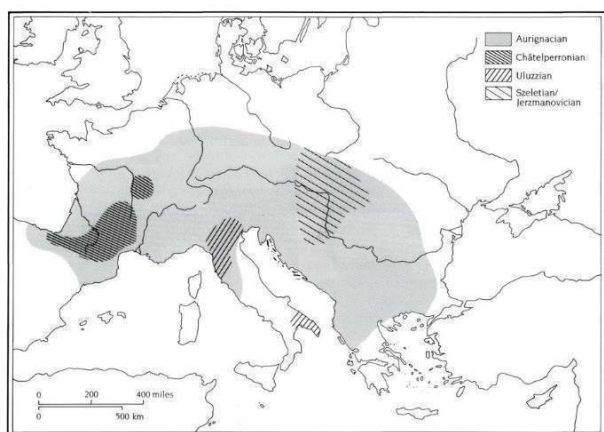 Aurignacian
Châtelperronian
Uluzzian
Szeletian/
Jerzmanovician
0 200 400 miles
0 500 km